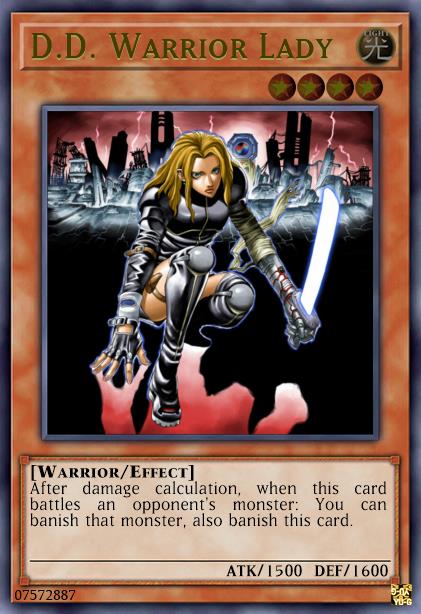 D.D. Warrior Lady
LIGHT
光
[Warrior/Effect]
After damage calculation, when this card
battles an opponent's monster: You can
banish that monster, also banish this card.
ATK/1500 DEF/1600
07572887